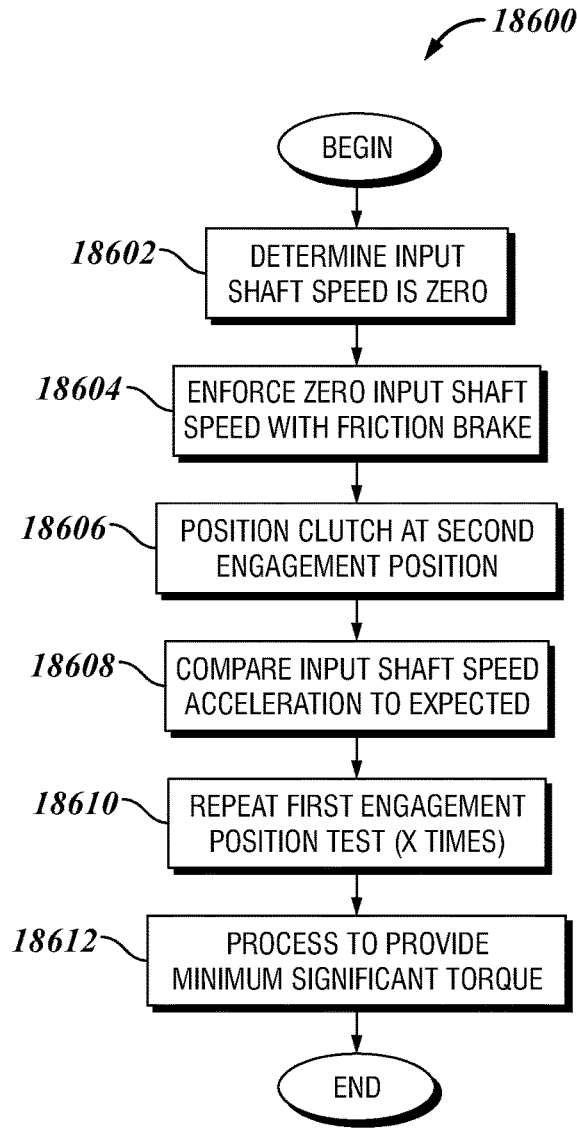 18600
BEGIN
18602
DETERMINE INPUT
SHAFT SPEED IS ZERO
18604
ENFORCE ZERO INPUT SHAFT
SPEED WITH FRICTION BRAKE
18606
POSITION CLUTCH AT SECOND
ENGAGEMENT POSITION
18608
COMPARE INPUT SHAFT SPEED
ACCELERATION TO EXPECTED
18610
REPEAT FIRST ENGAGEMENT
POSITION TEST (X TIMES)
18612
PROCESS TO PROVIDE
MINIMUM SIGNIFICANT TORQUE
END